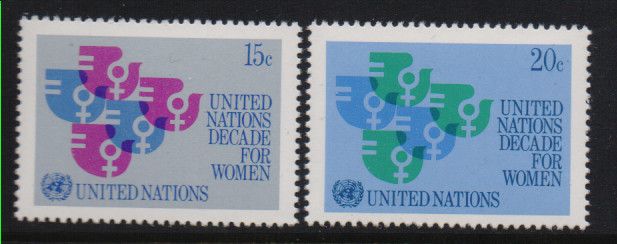 15c
UNITED
NATIONS
DECADE
FOR
WOMEN
UNITED NATIONS
20c
UNITED
NATIONS
DECADE
FOR
WOMEN
UNITED NATIONS